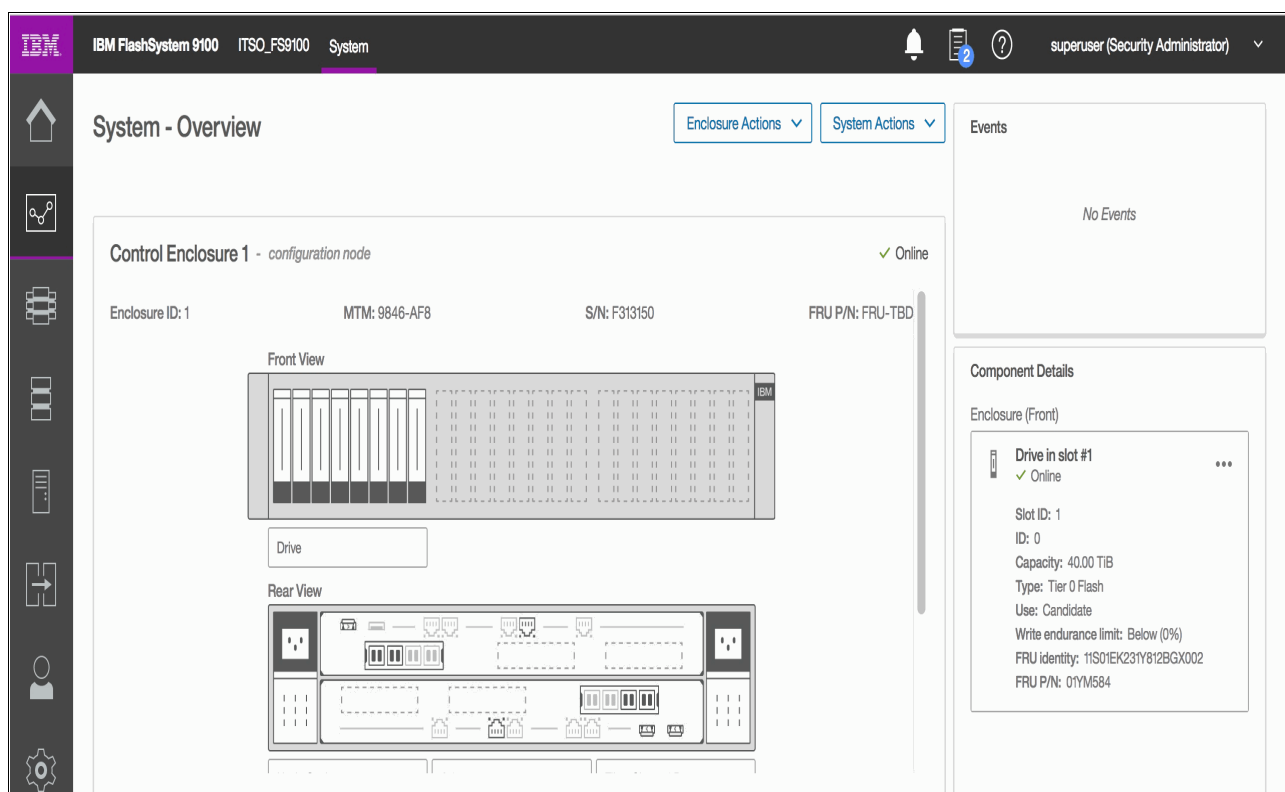 IBM
IBM FlashSystem 9100 ITSO_FS9100 System
2
?
superuser (Security Administrator)
System - Overview
Enclosure Actions
System Actions
Control Enclosure 1 - configuration node
Online
Enclosure ID: 1 MTM: 9846-AF8 S/N: F313150 FRU P/N: FRU-TBD
Front View
IBM
Drive
Rear View
Events
No Events
Component Details
Enclosure (Front)
Drive in slot #1
Online
Slot ID: 1
ID: 0
Capacity: 40.00 TiB
Type: Tier 0 Flash
Use: Candidate
Write endurance limit: Below (0%)
FRU identity: 11S01EK231Y812BGX002
FRU P/N: 01YM584